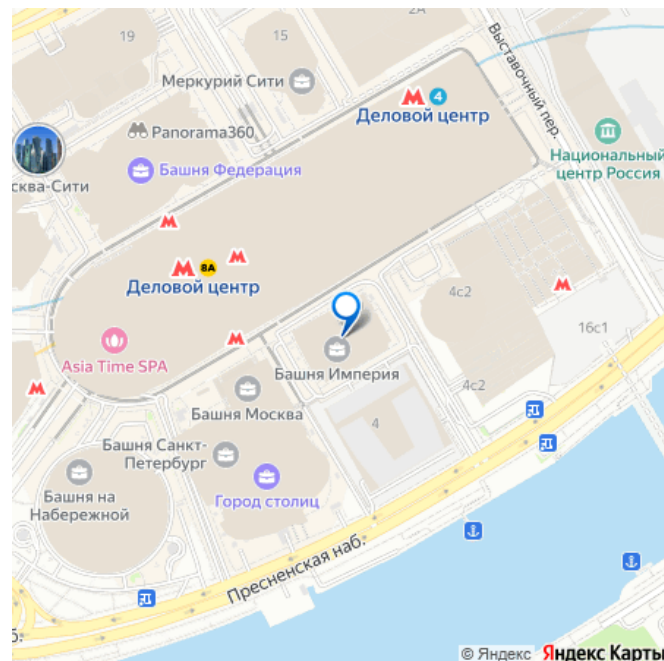 2А
19
15
Меркурий Сити
М 4
Деловой центр
Выставочный пер.
Panorama360
Национальный
центр Россия
сква-Сити
Башня Федерация
М
М 8А
М
Деловой центр
4с2
М
16с1
М
Asia Time SPA
Башня Империя
М
4с2
Башня Москва
4
Башня Санкт-
Петербург
Башня на
Набережной
Город столиц
Пресненская наб.
б.
© Яндекс Яндекс Карты